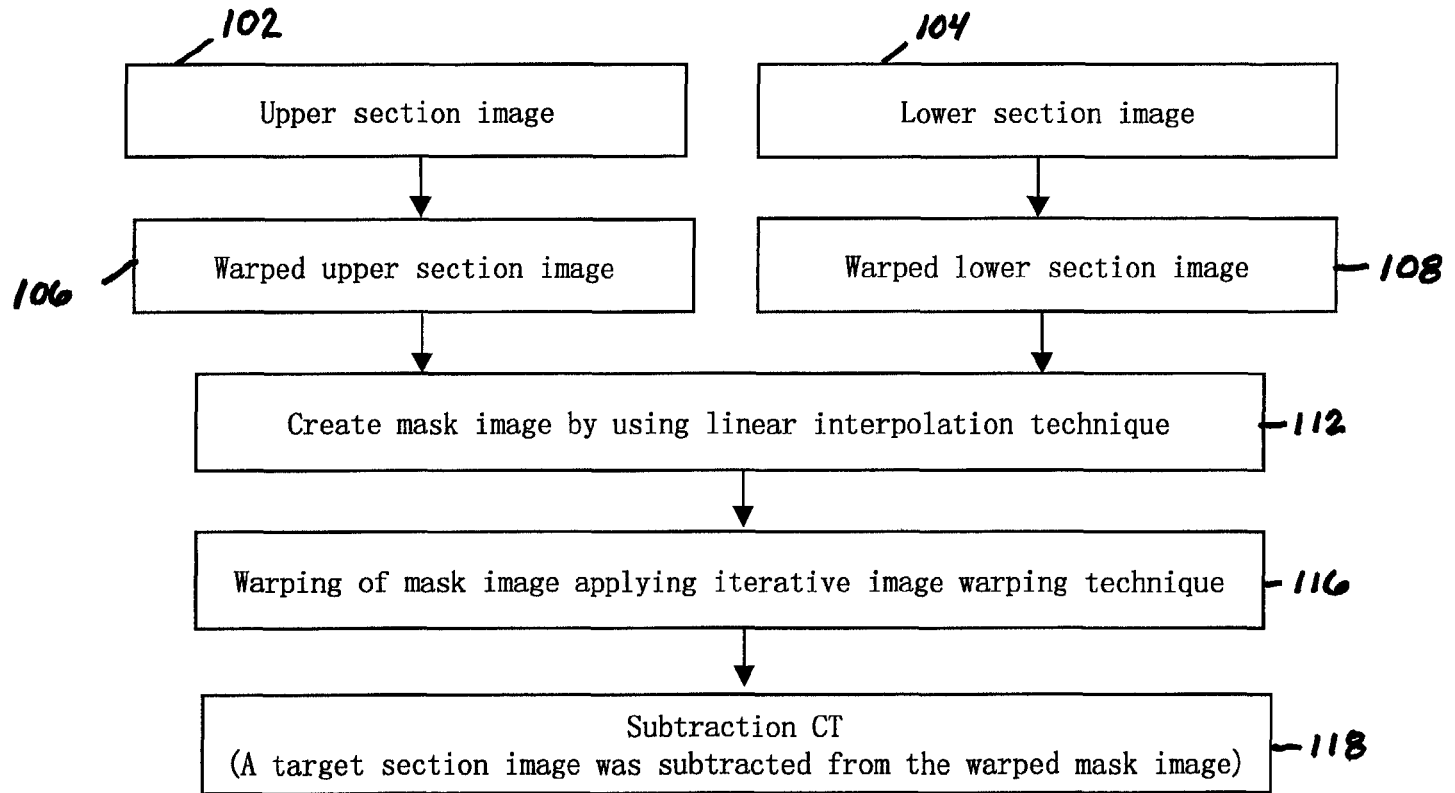 102
104
Upper section image
Lower section image
Warped upper section image
Warped lower section image
106
108
Create mask image by using linear interpolation technique
112
Warping of mask image applying iterative image warping technique
116
Subtraction CT
(A target section image was subtracted from the warped mask image)
118